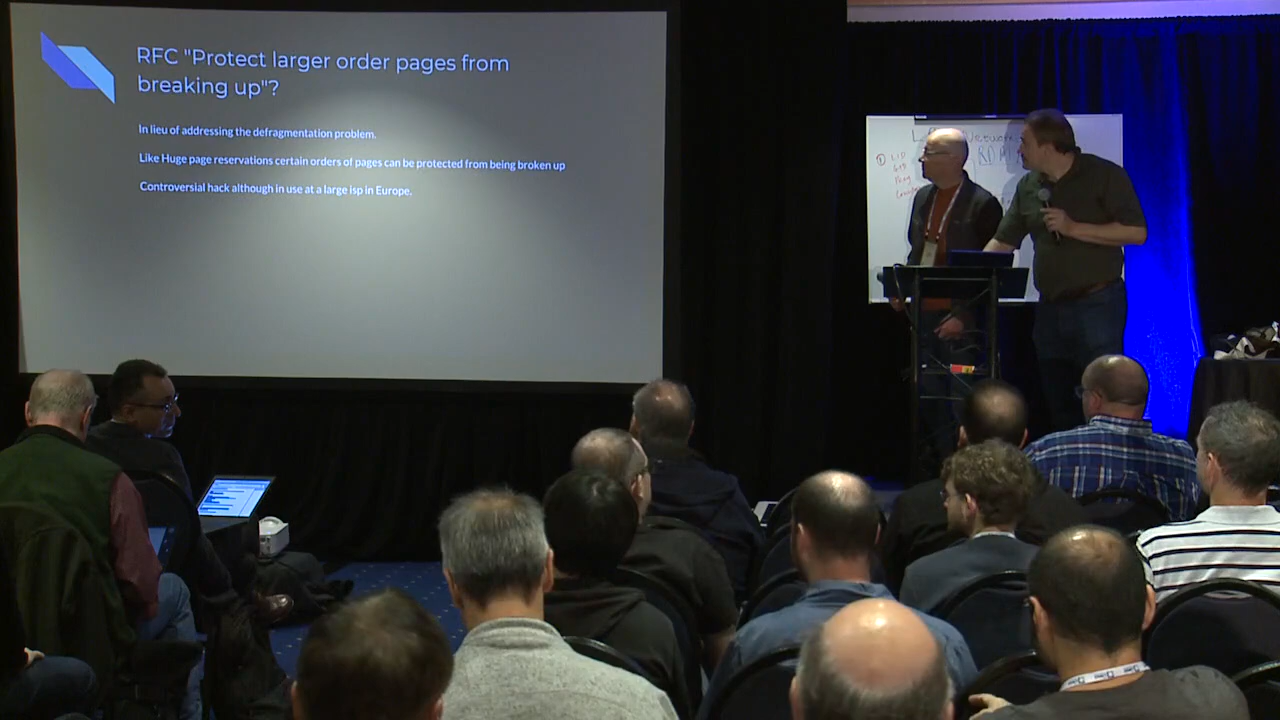 RFC "Protect larger order pages from
breaking up"?
In lieu of addressing the defragmentation problem.
Like Huge page reservations certain orders of pages can be protected from being broken up
Controversial hack although in use at a large isp in Europe.
RDMA
LID